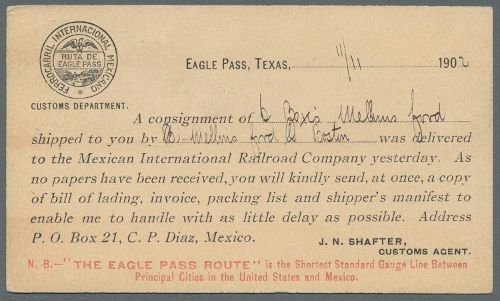 FERROCARRIL INTERNACIONAL MEXICANO
RUTA DE
EAGLE PASS
CUSTOMS DEPARTMENT.
EAGLE PASS, TEXAS, 4/11 1902
A consignment of 6 Box's Mellins food
shipped to you by The Mellins food Co Boston was delivered
to the Mexican International Railroad Company yesterday. As
no papers have been received, you will kindly send, at once, a copy
of bill of lading, invoice, packing list and shipper's manifest to
enable me to handle with as little delay as possible. Address
P. O. Box 21, C. P. Diaz, Mexico.
J. N. SHAFTER,
CUSTOMS AGENT.
N. B.—"THE EAGLE PASS ROUTE" is the Shortest Standard Gauge Line Between
Principal Cities in the United States and Mexico.